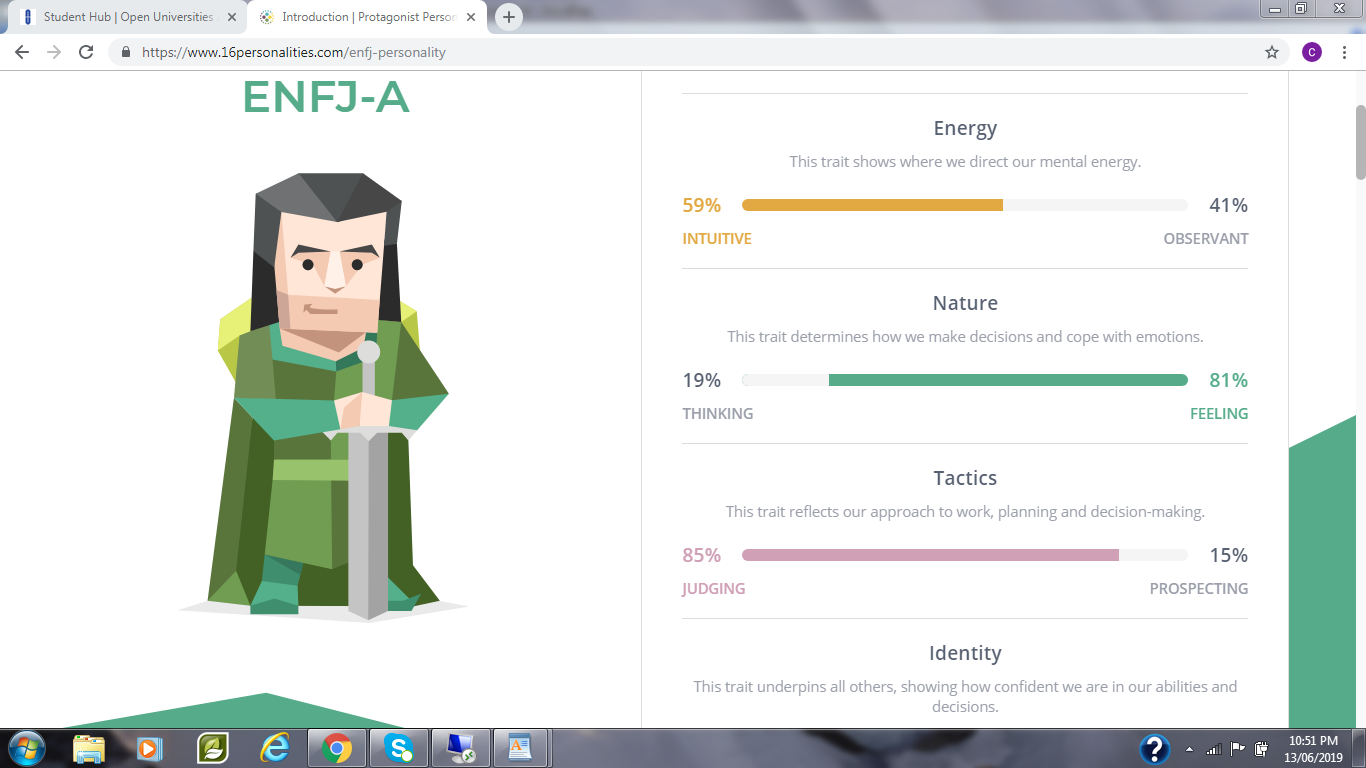 Student Hub | Open Universities
Introduction | Protagonist Person
https://www.16personalities.com/enfj-personality
C
ENFJ-A
Energy
This trait shows where we direct our mental energy.
59% 41%
INTUITIVE OBSERVANT
Nature
This trait determines how we make decisions and cope with emotions.
19% 81%
THINKING FEELING
Tactics
This trait reflects our approach to work, planning and decision-making.
85% 15%
JUDGING PROSPECTING
Identity
This trait underpins all others, showing how confident we are in our abilities and
decisions.
10:51 PM
13/06/2019